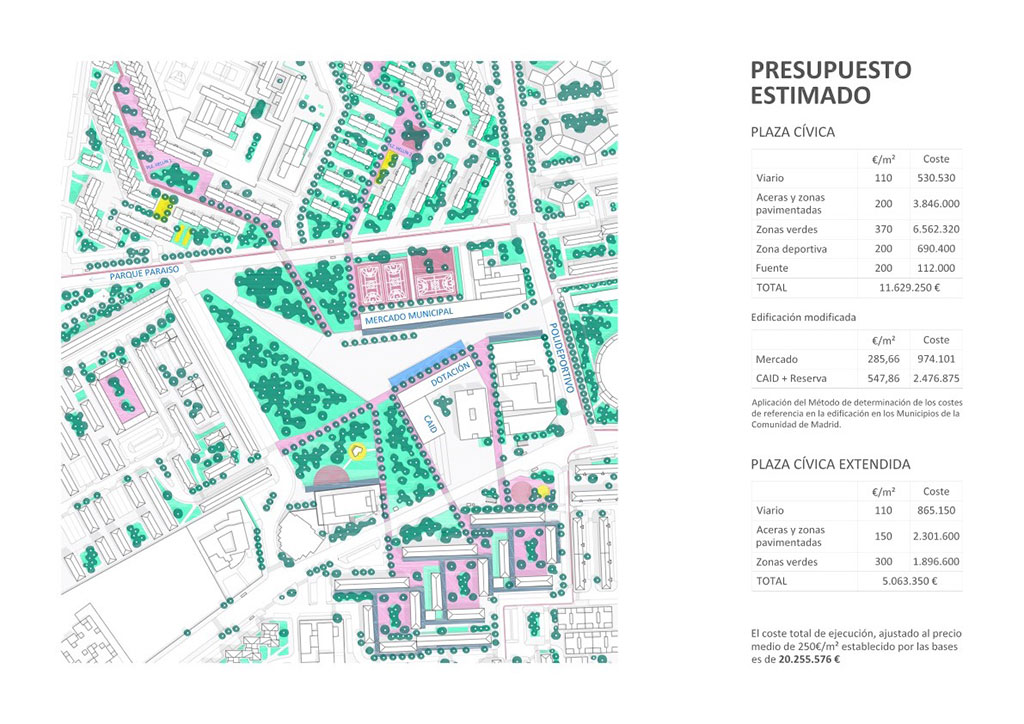 PRESUPUESTO
ESTIMADO
PLAZA CÍVICA
€/m² Coste
Viario 110 530.530
Aceras y zonas
pavimentadas 200 3.846.000
Zonas verdes 370 6.562.320
Zona deportiva 200 690.400
Fuente 200 112.000
TOTAL 11.629.250 €
Edificación modificada
€/m² Coste
Mercado 285,66 974.101
CAID + Reserva 547,86 2.476.875
Aplicación del Método de determinación de los costes
de referencia en la edificación en los Municipios de la
Comunidad de Madrid.
PLAZA CÍVICA EXTENDIDA
€/m² Coste
Viario 110 865.150
Aceras y zonas
pavimentadas 150 2.301.600
Zonas verdes 300 1.896.600
TOTAL 5.063.350 €
El coste total de ejecución, ajustado al precio
medio de 250€/m² establecido por las bases
es de 20.255.576 €
PARQUE PARAISO
MERCADO MUNICIPAL
POLIDEPORTIVO
DOTACIÓN
CAID